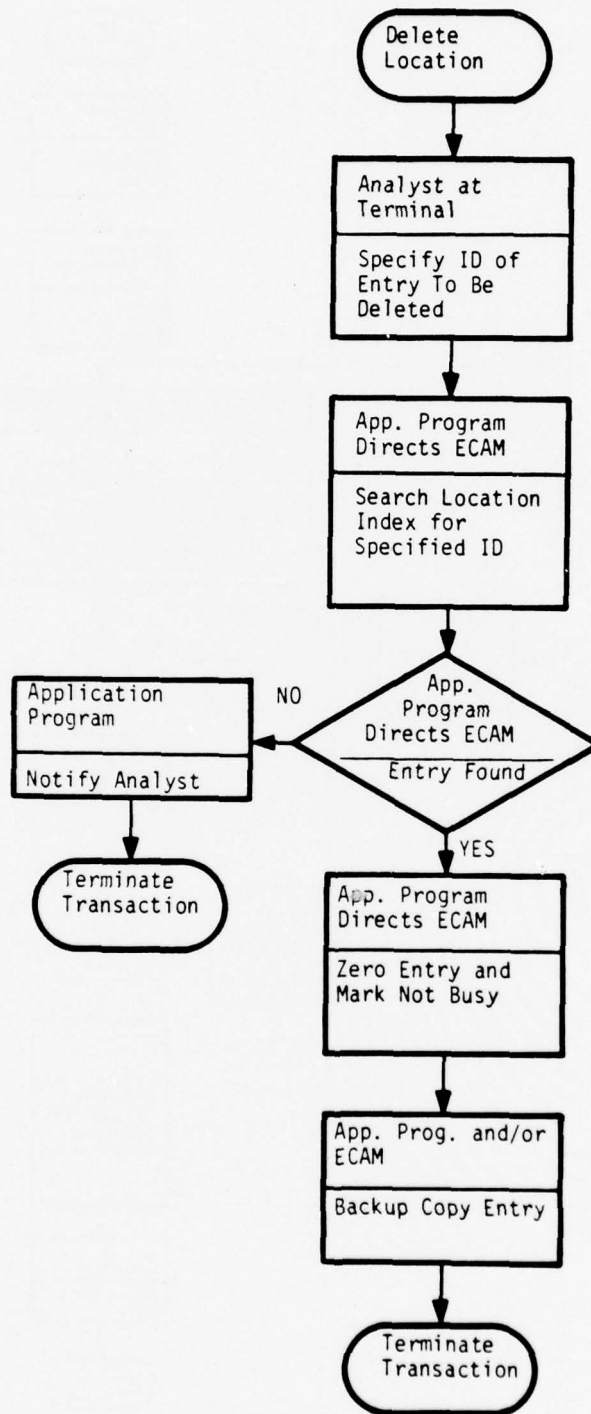 Delete
Location
Analyst at
Terminal
Specify ID of
Entry To Be
Deleted
App. Program
Directs ECAM
Search Location
Index for
Specified ID
App.
Program
Directs ECAM
Entry Found
NO
Application
Program
Notify Analyst
Terminate
Transaction
YES
App. Program
Directs ECAM
Zero Entry and
Mark Not Busy
App. Prog. and/or
ECAM
Backup Copy Entry
Terminate
Transaction